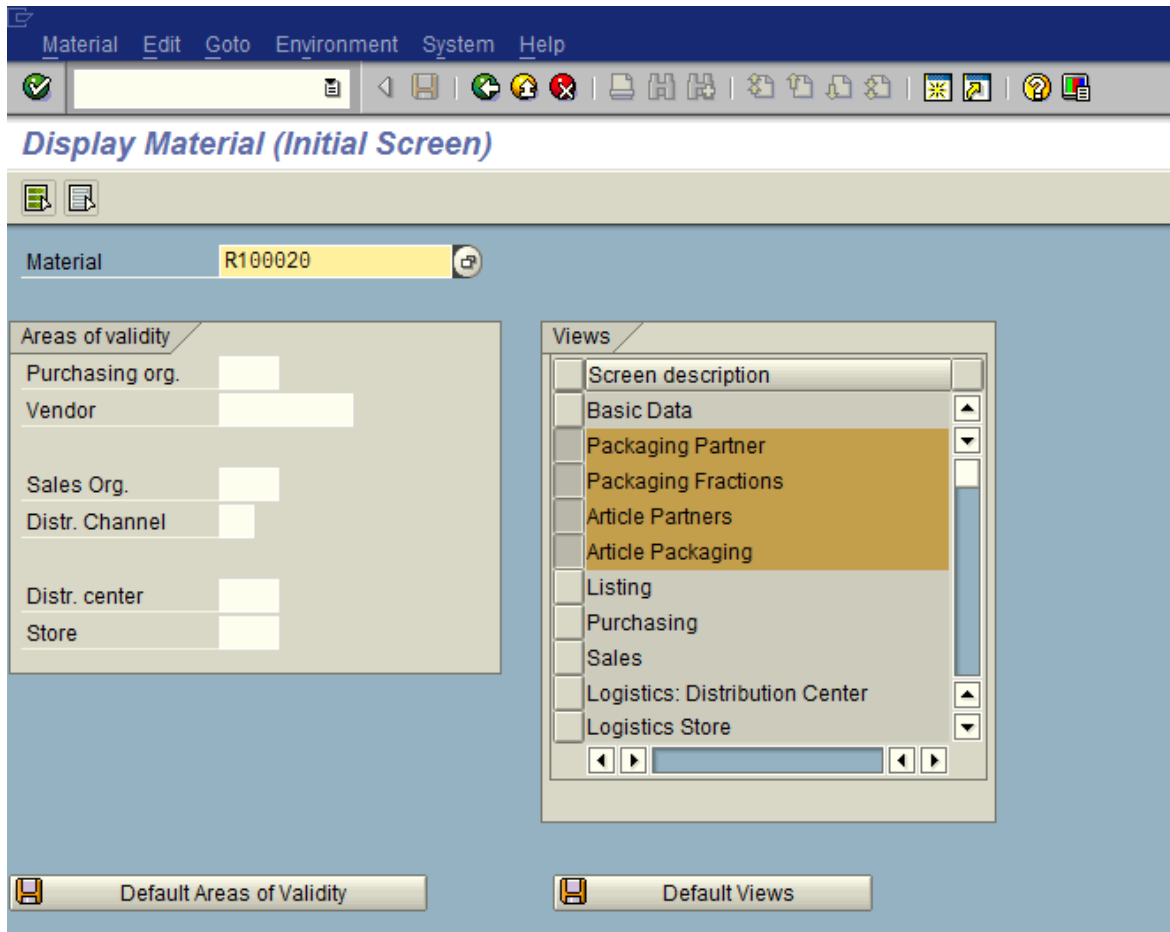 Material Edit Goto Environment System Help
Display Material (Initial Screen)
Material R100020
Areas of validity
Purchasing org.
Vendor
Sales Org.
Distr. Channel
Distr. center
Store
Views
Screen description
Basic Data
Packaging Partner
Packaging Fractions
Article Partners
Article Packaging
Listing
Purchasing
Sales
Logistics: Distribution Center
Logistics Store
Default Areas of Validity
Default Views